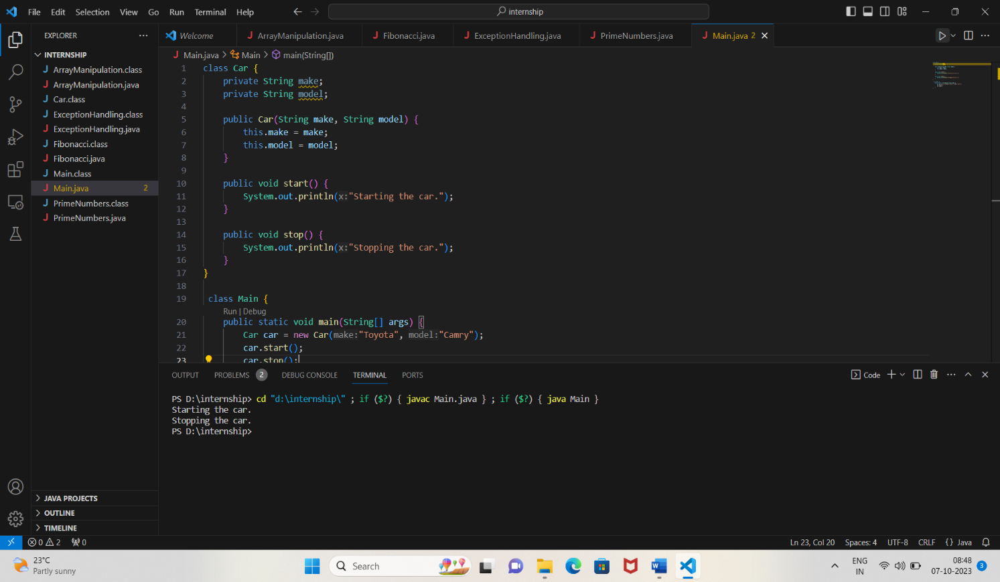 File Edit Selection View Go Run Terminal Help
internship
EXPLORER
Welcome
ArrayManipulation.java
Fibonacci.java
ExceptionHandling.java
PrimeNumbers.java
Main.java 2
INTERNSHIP
ArrayManipulation.class
ArrayManipulation.java
Car.class
ExceptionHandling.class
ExceptionHandling.java
Fibonacci.class
Fibonacci.java
Main.class
Main.java 2
PrimeNumbers.class
PrimeNumbers.java
JAVA PROJECTS
OUTLINE
TIMELINE
Main.java > Main > main(String[])
1 class Car {
2 private String make;
3 private String model;
4
5 public Car(String make, String model) {
6 this.make = make;
7 this.model = model;
8 }
9
10 public void start() {
11 System.out.println(x:"Starting the car.");
12 }
13
14 public void stop() {
15 System.out.println(x:"Stopping the car.");
16 }
17 }
18
19 class Main {
Run | Debug
20 public static void main(String[] args) {
21 Car car = new Car(make:"Toyota", model:"Camry");
22 car.start();
23 car.stop();
OUTPUT PROBLEMS 2 DEBUG CONSOLE TERMINAL PORTS
Code
PS D:\internship> cd "d:\internship\" ; if ($?) { javac Main.java } ; if ($?) { java Main }
Starting the car.
Stopping the car.
PS D:\internship>
0 2 0
Ln 23, Col 20 Spaces: 4 UTF-8 CRLF {} Java
23°C
Partly sunny
Search
ENG
IN
08:48
07-10-2023
3